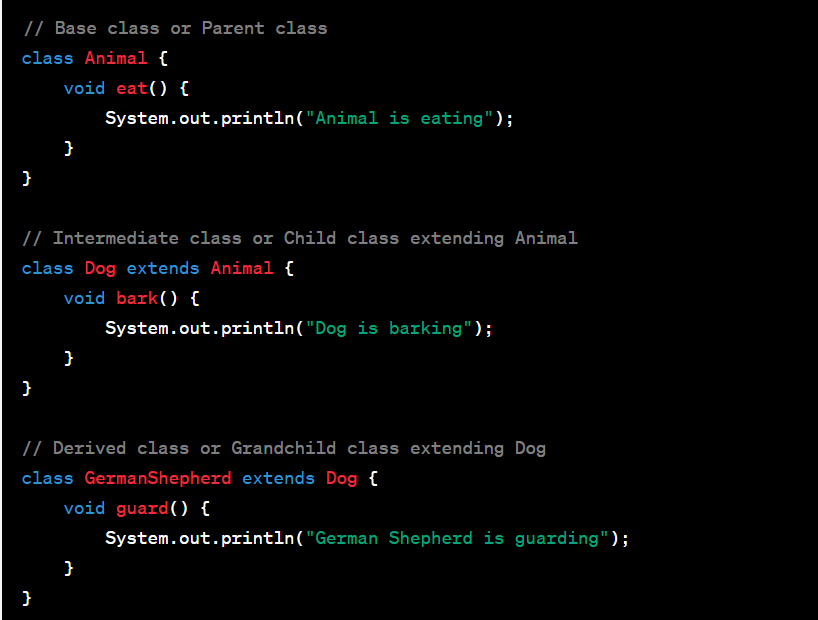 // Base class or Parent class
class Animal {
    void eat() {
        System.out.println("Animal is eating");
    }
}

// Intermediate class or Child class extending Animal
class Dog extends Animal {
    void bark() {
        System.out.println("Dog is barking");
    }
}

// Derived class or Grandchild class extending Dog
class GermanShepherd extends Dog {
    void guard() {
        System.out.println("German Shepherd is guarding");
    }
}